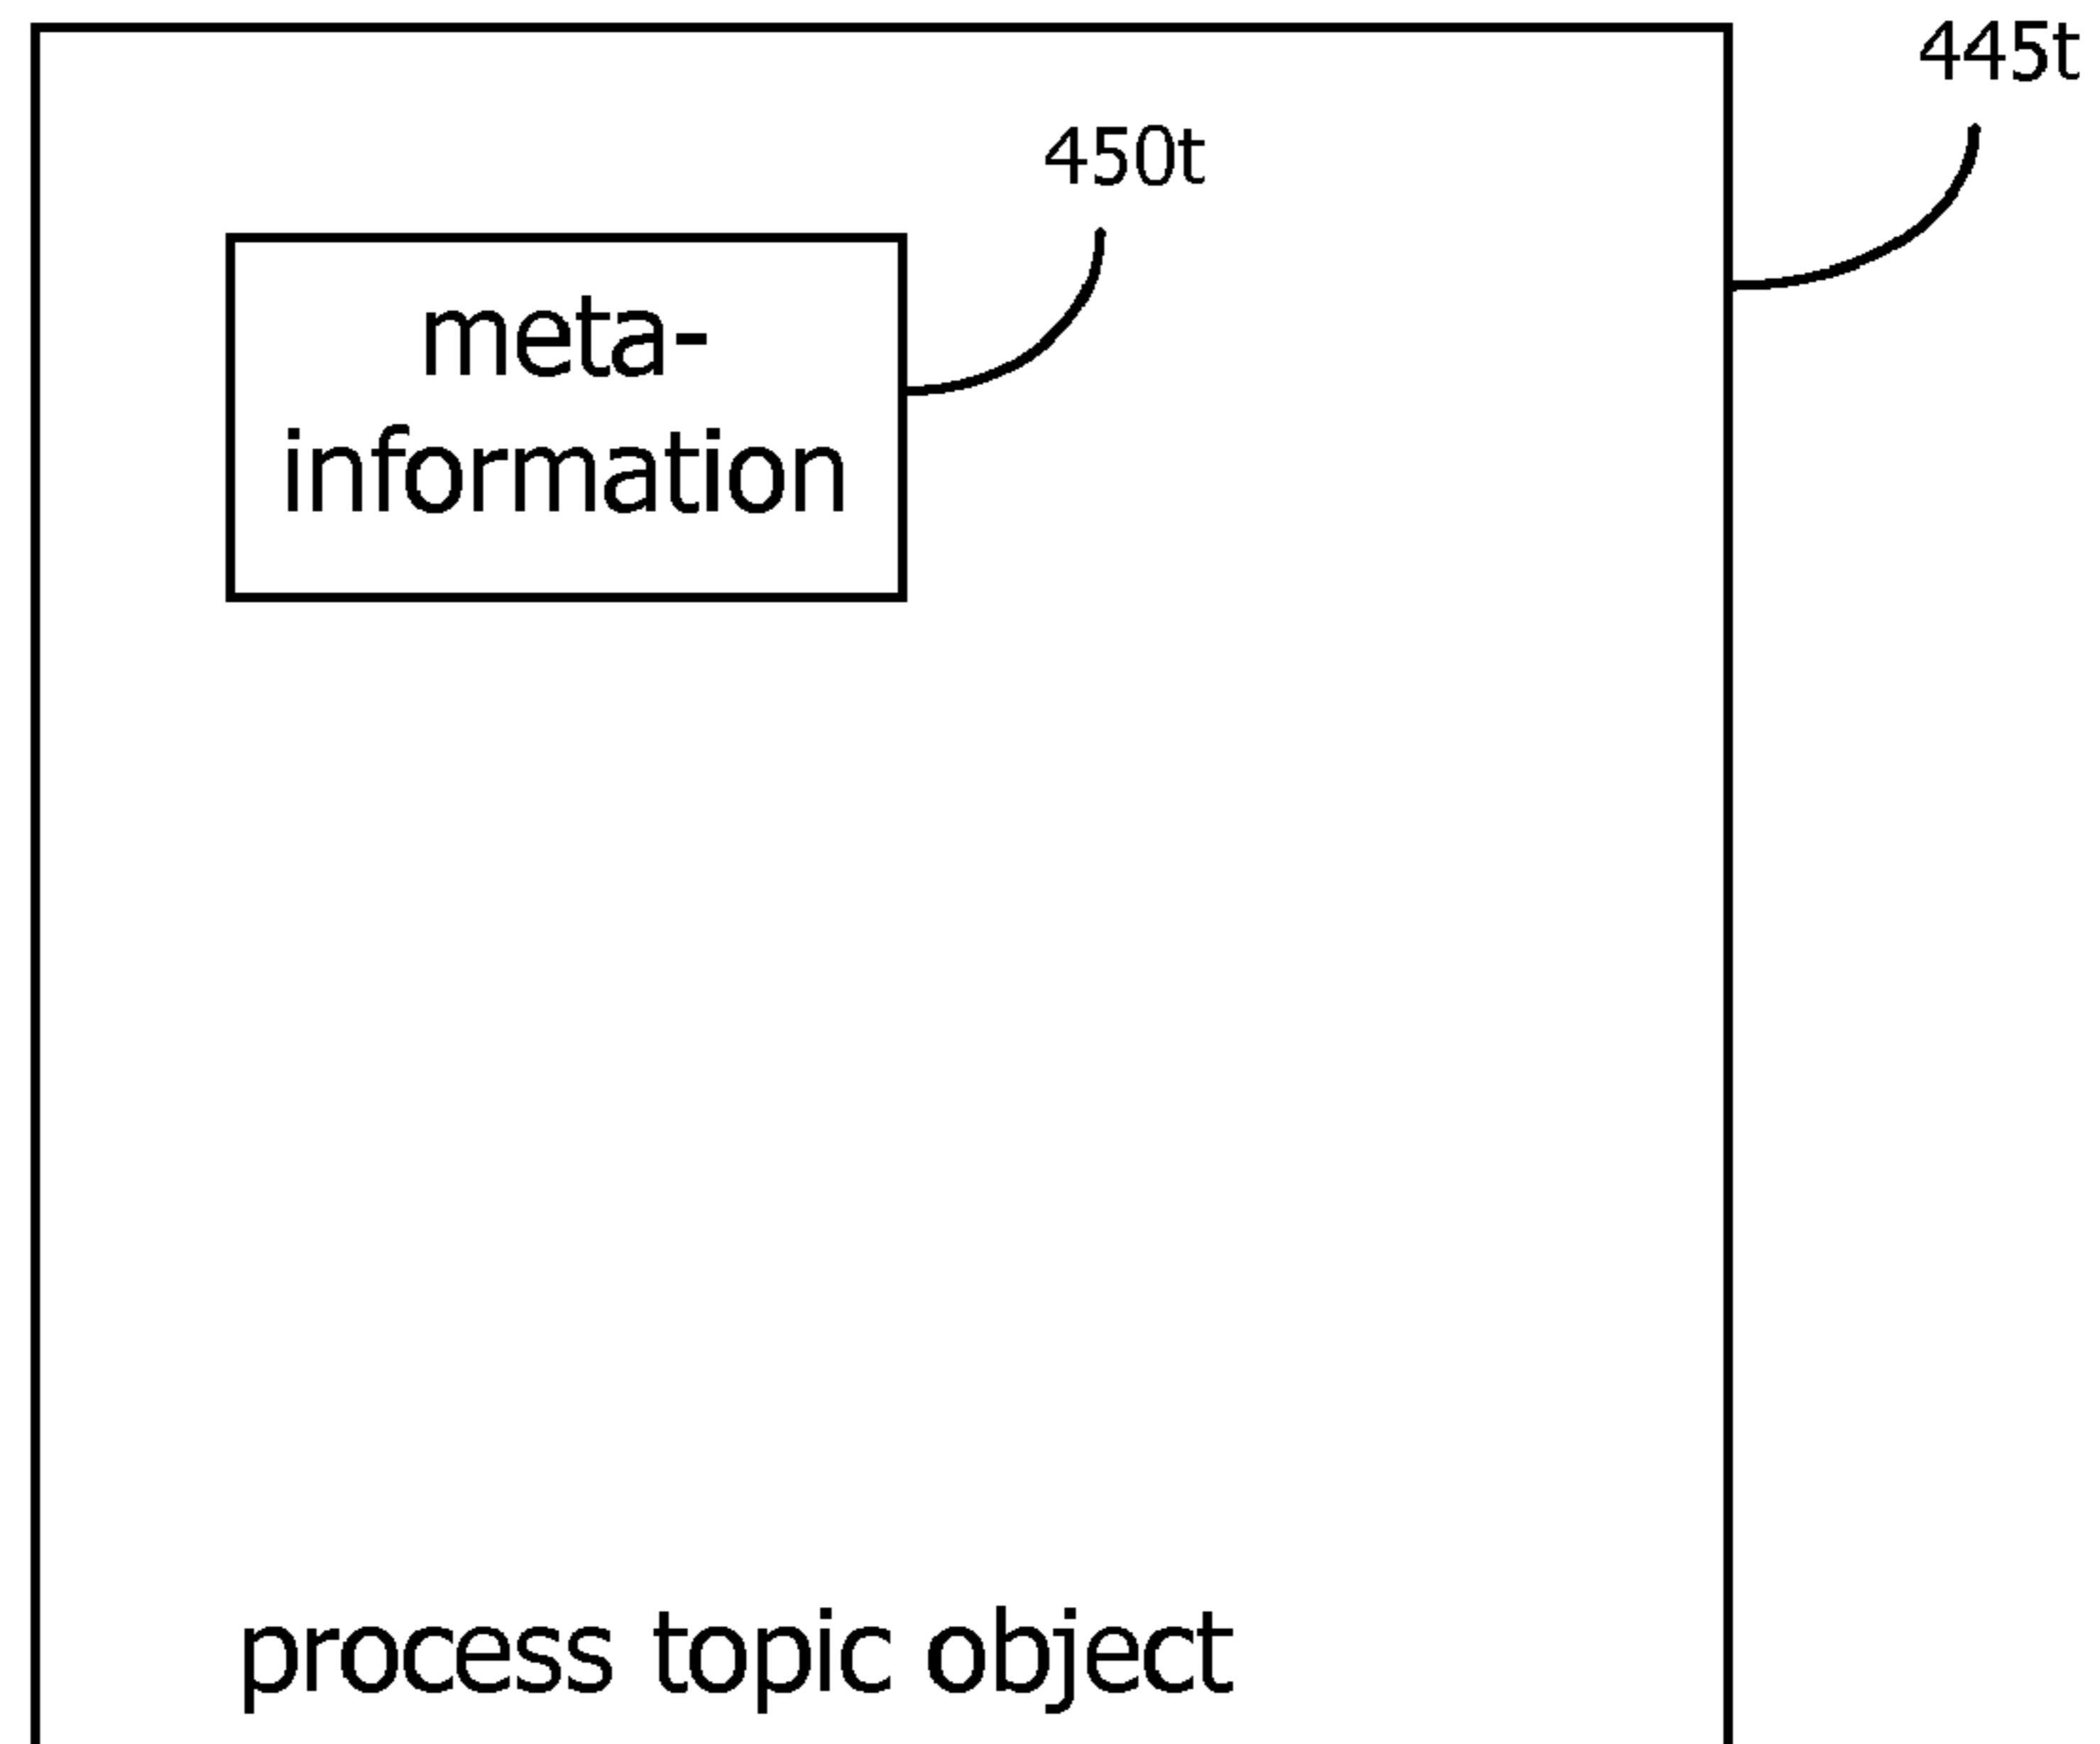 445t
450t
meta-
information
process topic object